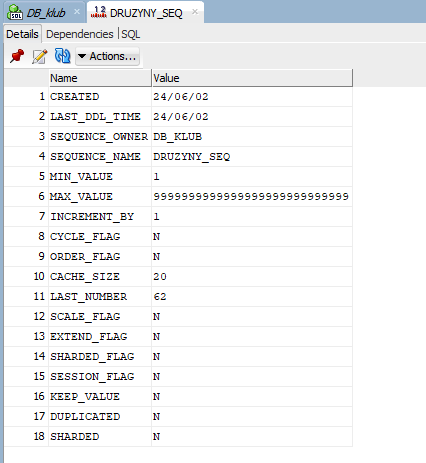 SQL DB_klub × 1 2 DRUZYNY_SEQ ×
Details Dependencies SQL
Actions...
Name Value
1 CREATED 24/06/02
2 LAST_DDL_TIME 24/06/02
3 SEQUENCE_OWNER DB_KLUB
4 SEQUENCE_NAME DRUZYNY_SEQ
5 MIN_VALUE 1
6 MAX_VALUE 9999999999999999999999999999
7 INCREMENT_BY 1
8 CYCLE_FLAG N
9 ORDER_FLAG N
10 CACHE_SIZE 20
11 LAST_NUMBER 62
12 SCALE_FLAG N
13 EXTEND_FLAG N
14 SHARDED_FLAG N
15 SESSION_FLAG N
16 KEEP_VALUE N
17 DUPLICATED N
18 SHARDED N